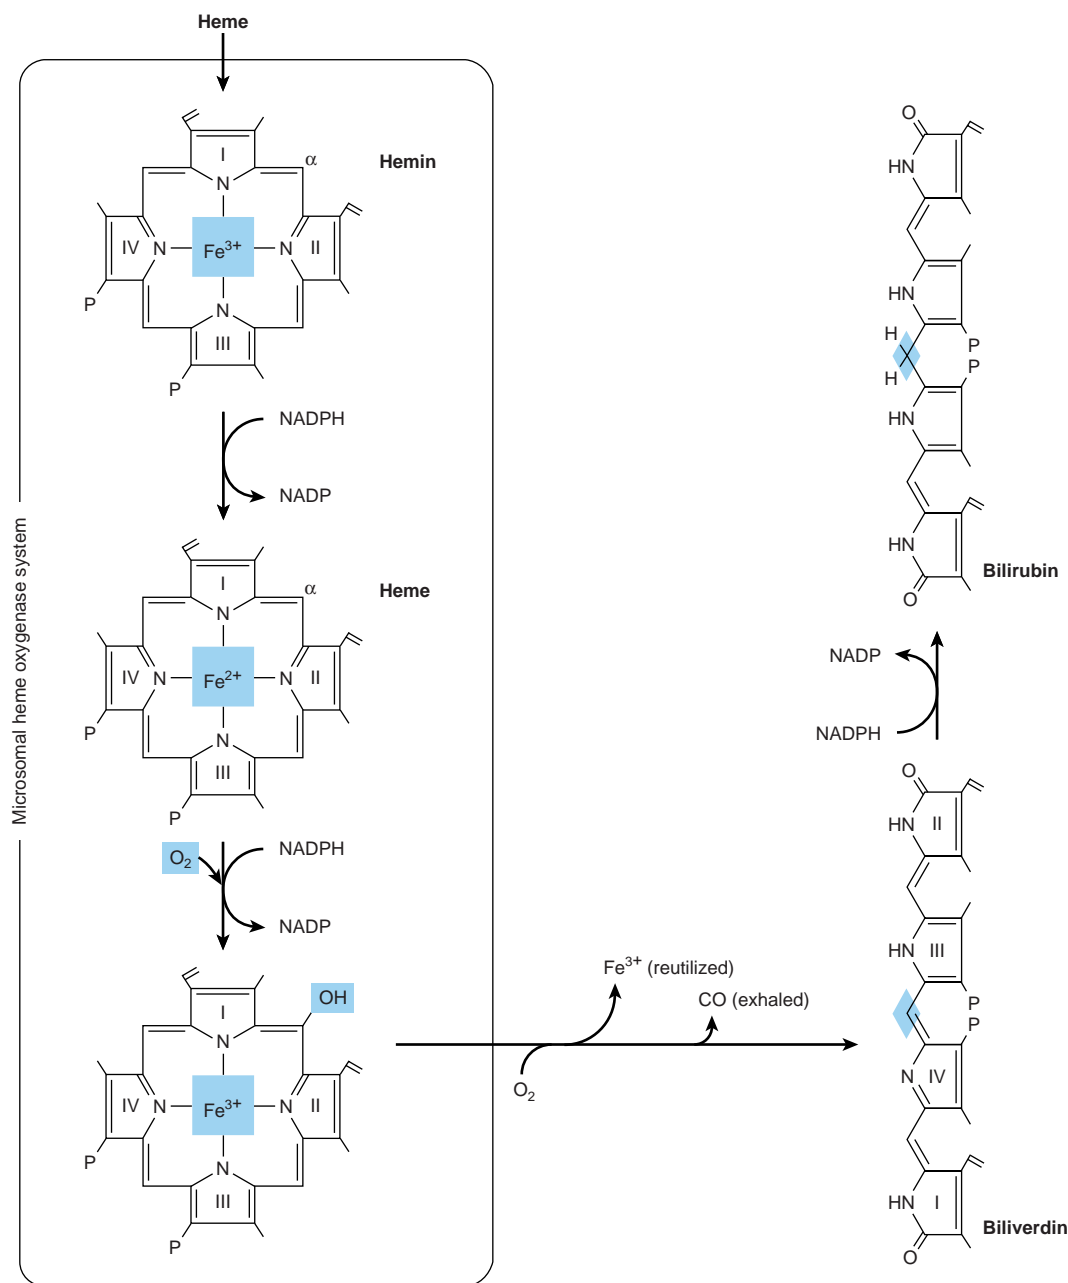 Heme
Microsomal heme oxygenase system
Hemin
I
α
N
IV
N
Fe³⁺
N
II
N
P
III
P
NADPH
NADP
Heme
I
α
N
IV
N
Fe²⁺
N
II
N
P
III
P
O₂
NADPH
NADP
I
OH
N
IV
N
Fe³⁺
N
II
N
P
III
P
Fe³⁺ (reutilized)
CO (exhaled)
O₂
O
HN
II
HN
III
P
P
N
IV
HN
I
O
Biliverdin
NADP
NADPH
O
HN
HN
H
P
P
H
HN
HN
O
Bilirubin